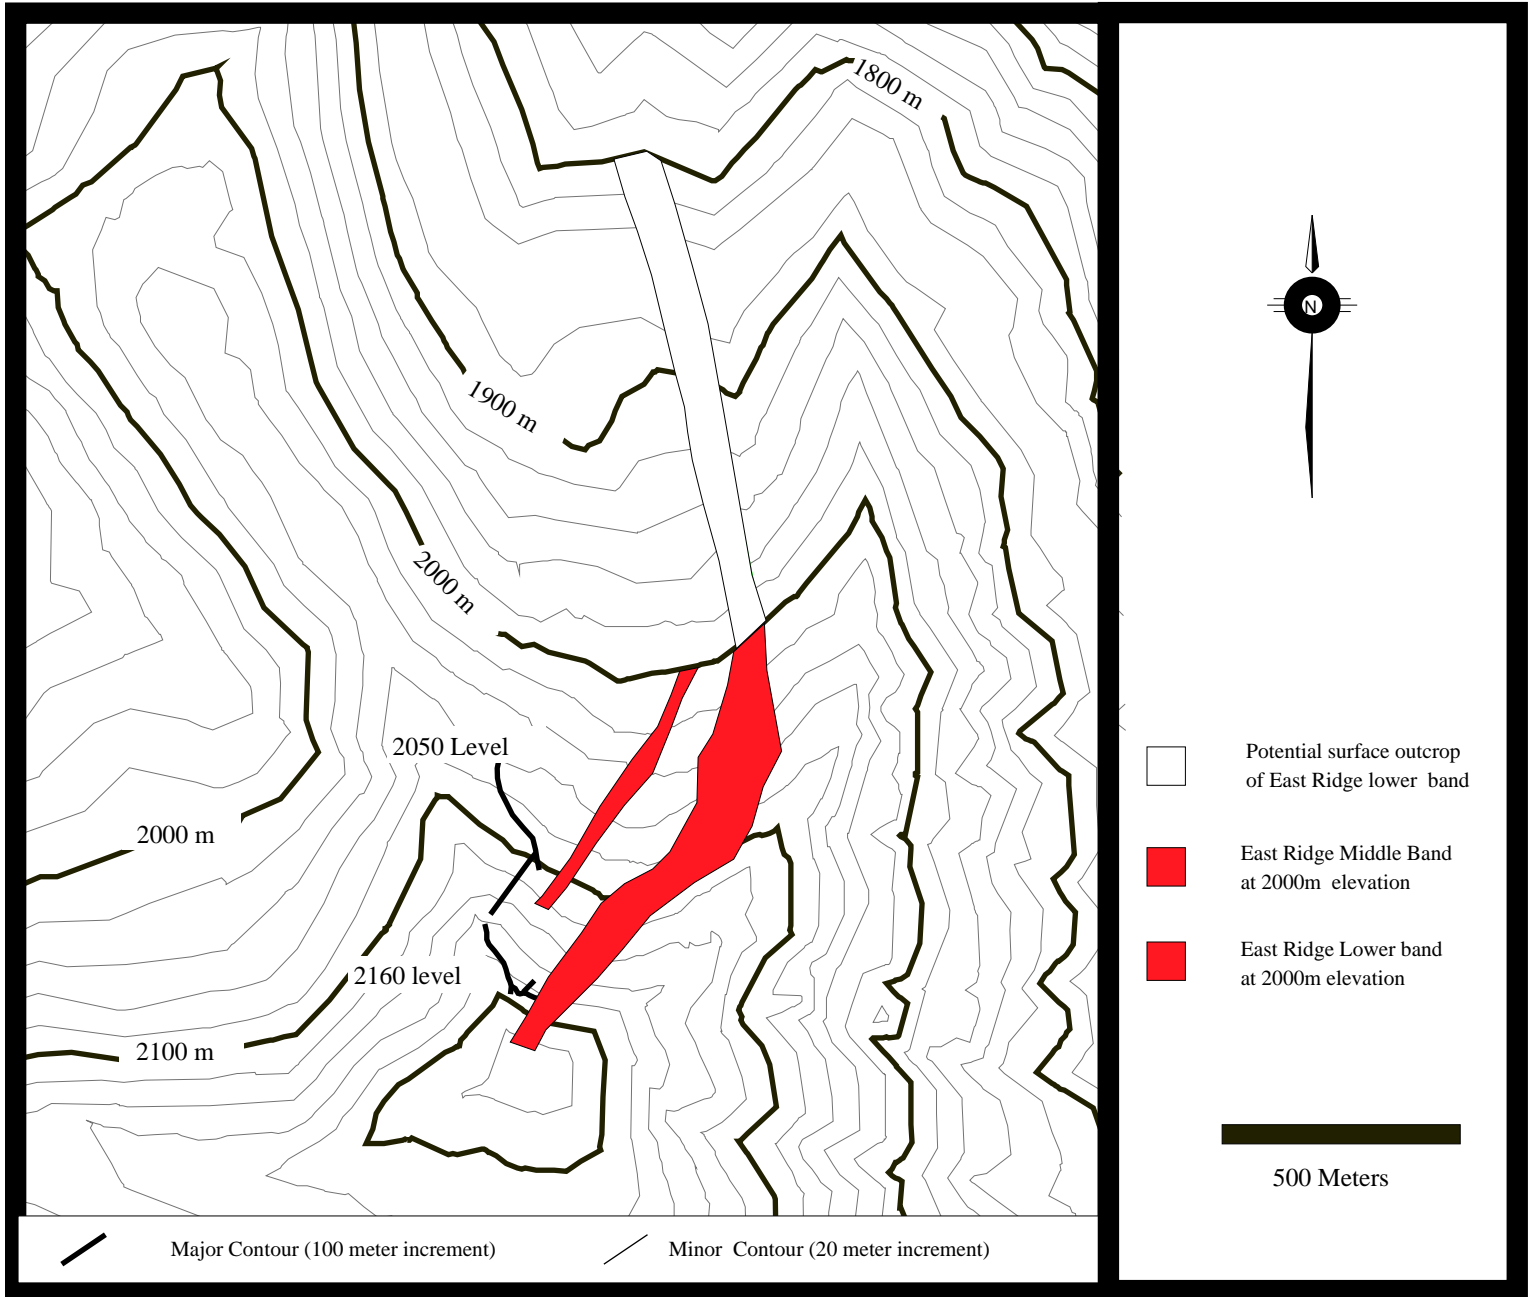 1800 m
1900 m
2000 m
2050 Level
2000 m
2160 level
2100 m
N
Potential surface outcrop
of East Ridge lower band
East Ridge Middle Band
at 2000m elevation
East Ridge Lower band
at 2000m elevation
500 Meters
Major Contour (100 meter increment)
Minor Contour (20 meter increment)